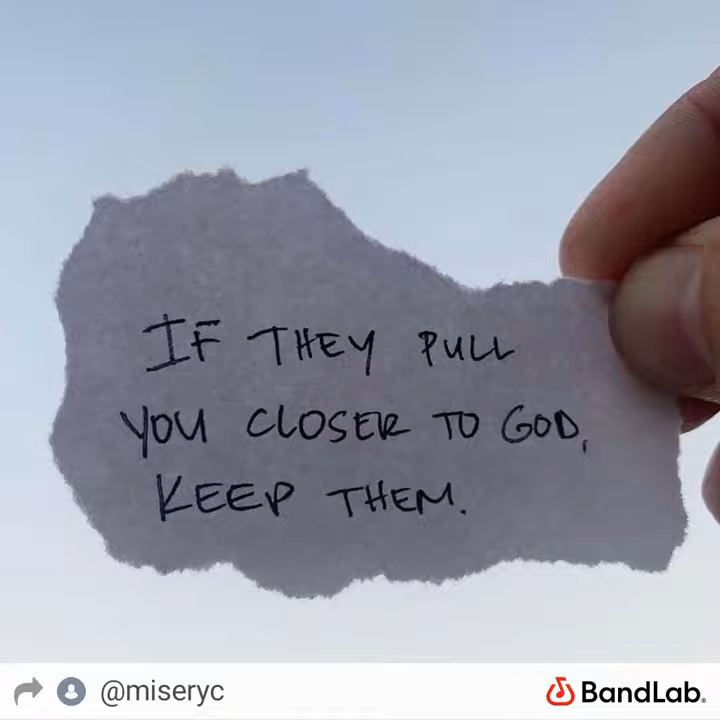 IF THEY PULL
YOU CLOSER TO GOD,
KEEP THEM.
@miseryc
BandLab.